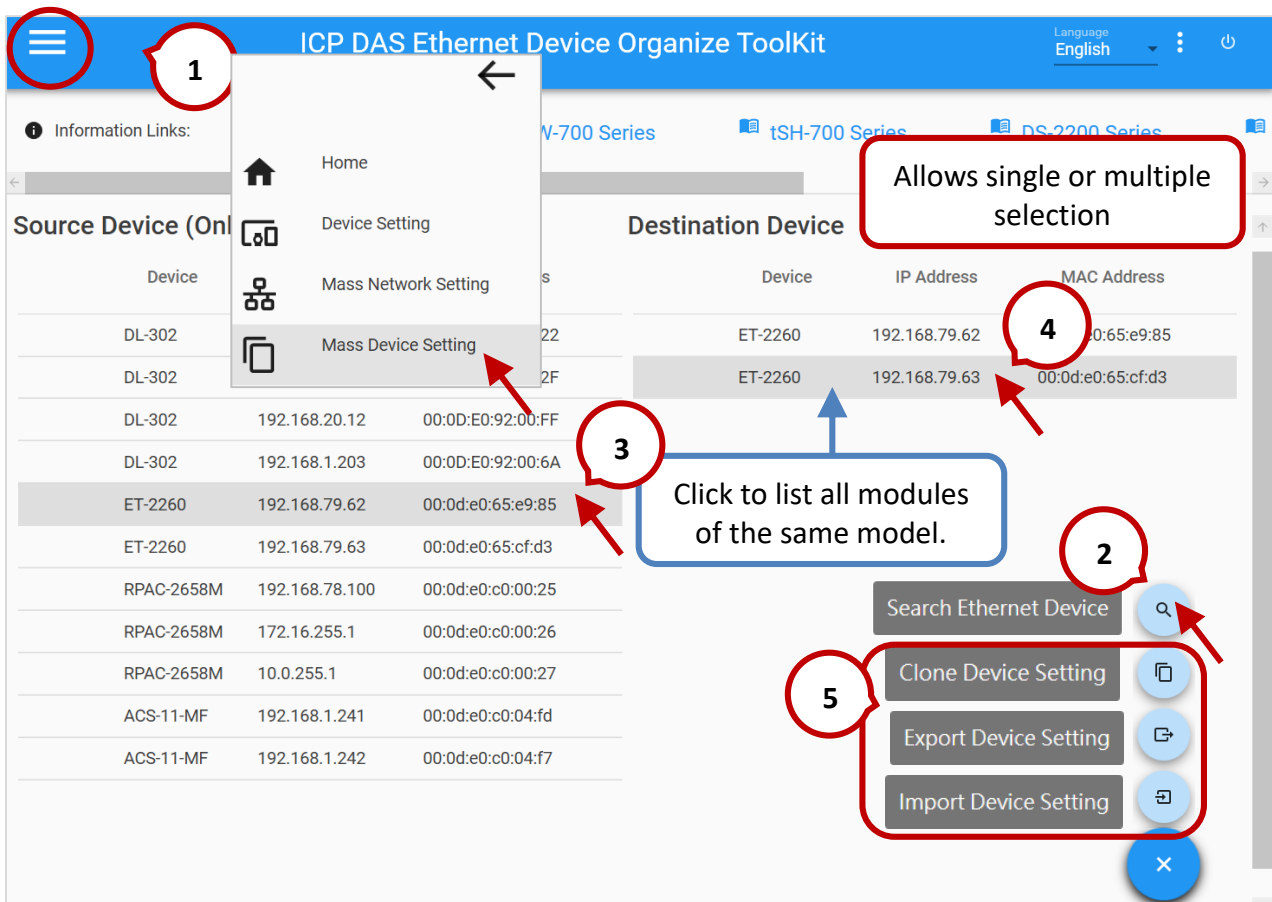 ICP DAS Ethernet Device Organize ToolKit
Language
English
1
Information Links:
-700 Series
tSH-700 Series
DS-2200 Series
Home
Device Setting
Mass Network Setting
Mass Device Setting
Allows single or multiple
selection
Source Device
Destination Device
Device
Device IP Address MAC Address
DL-302 22
DL-302 2F
DL-302 192.168.20.12 00:0D:E0:92:00:FF
DL-302 192.168.1.203 00:0D:E0:92:00:6A
ET-2260 192.168.79.62 00:0d:e0:65:e9:85
ET-2260 192.168.79.63 00:0d:e0:65:cf:d3
RPAC-2658M 192.168.78.100 00:0d:e0:c0:00:25
RPAC-2658M 172.16.255.1 00:0d:e0:c0:00:26
RPAC-2658M 10.0.255.1 00:0d:e0:c0:00:27
ACS-11-MF 192.168.1.241 00:0d:e0:c0:04:fd
ACS-11-MF 192.168.1.242 00:0d:e0:c0:04:f7
ET-2260 192.168.79.62 e0:65:e9:85
ET-2260 192.168.79.63 00:0d:e0:65:cf:d3
4
3
Click to list all modules
of the same model.
2
Search Ethernet Device
5
Clone Device Setting
Export Device Setting
Import Device Setting